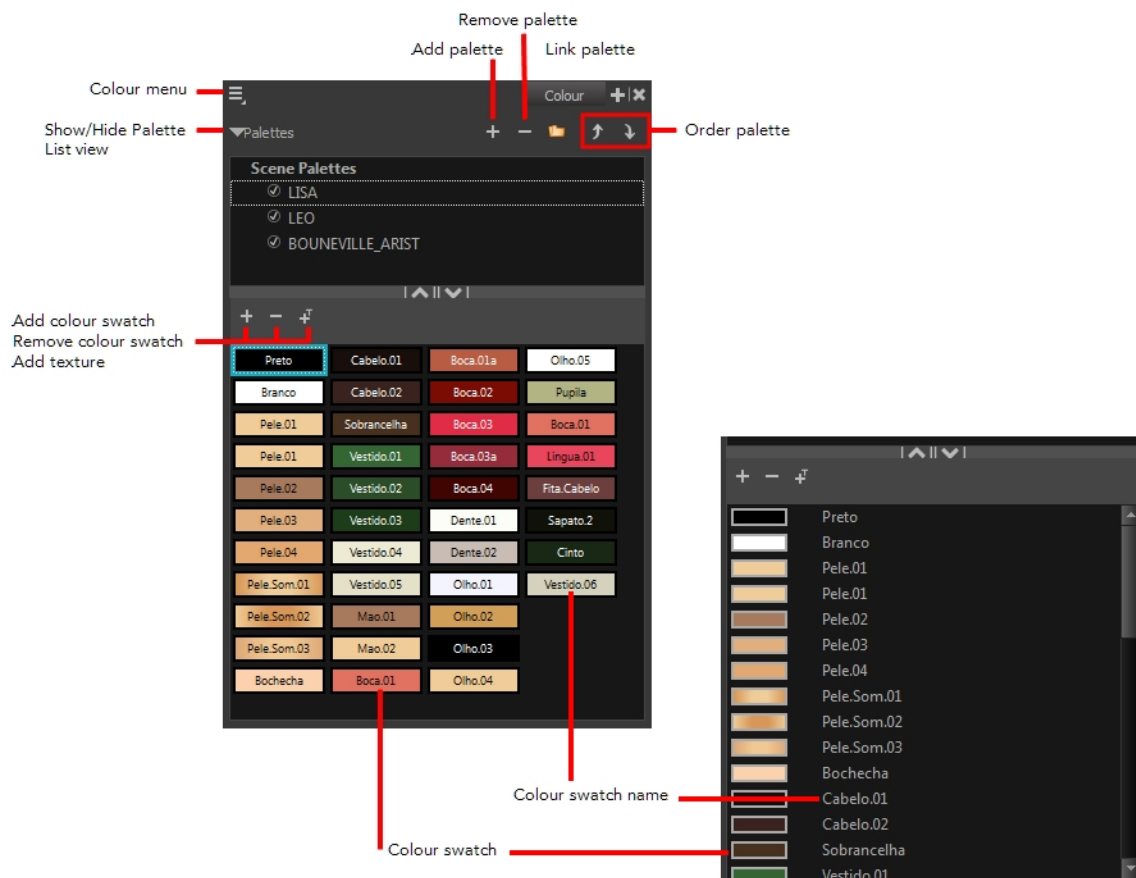 Remove palette
Add palette
Link palette
Colour menu
Colour
Show/Hide Palette
List view
Palettes
Order palette
Scene Palettes
LISA
LEO
BOUNEVILLE_ARIST
Add colour swatch
Remove colour swatch
Add texture
T
Preto Cabelo.01 Boca.01a Olho.05
Branco Cabelo.02 Boca.02 Pupila
Pele.01 Sobrancelha Boca.03 Boca.01
Pele.01 Vestido.01 Boca.03a Lingua.01
Pele.02 Vestido.02 Boca.04 Fita.Cabelo
Pele.03 Vestido.03 Dente.01 Sapato.2
Pele.04 Vestido.04 Dente.02 Cinto
Pele.Som.01 Vestido.05 Olho.01 Vestido.06
Pele.Som.02 Mao.01 Olho.02
Pele.Som.03 Mao.02 Olho.03
Bochecha Boca.01 Olho.04
T
Preto
Branco
Pele.01
Pele.01
Pele.02
Pele.03
Pele.04
Pele.Som.01
Pele.Som.02
Pele.Som.03
Bochecha
Colour swatch name
Cabelo.01
Cabelo.02
Colour swatch
Sobrancelha
Vestido.01